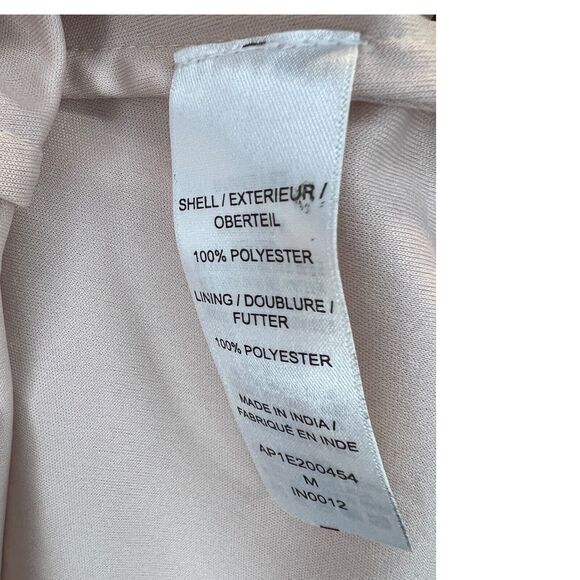 SHELL / EXTERIEUR /
OBERTEIL
100% POLYESTER
LINING / DOUBLURE /
FUTTER
100% POLYESTER
MADE IN INDIA /
FABRIQUÉ EN INDE
AP1E200454
M
IN0012